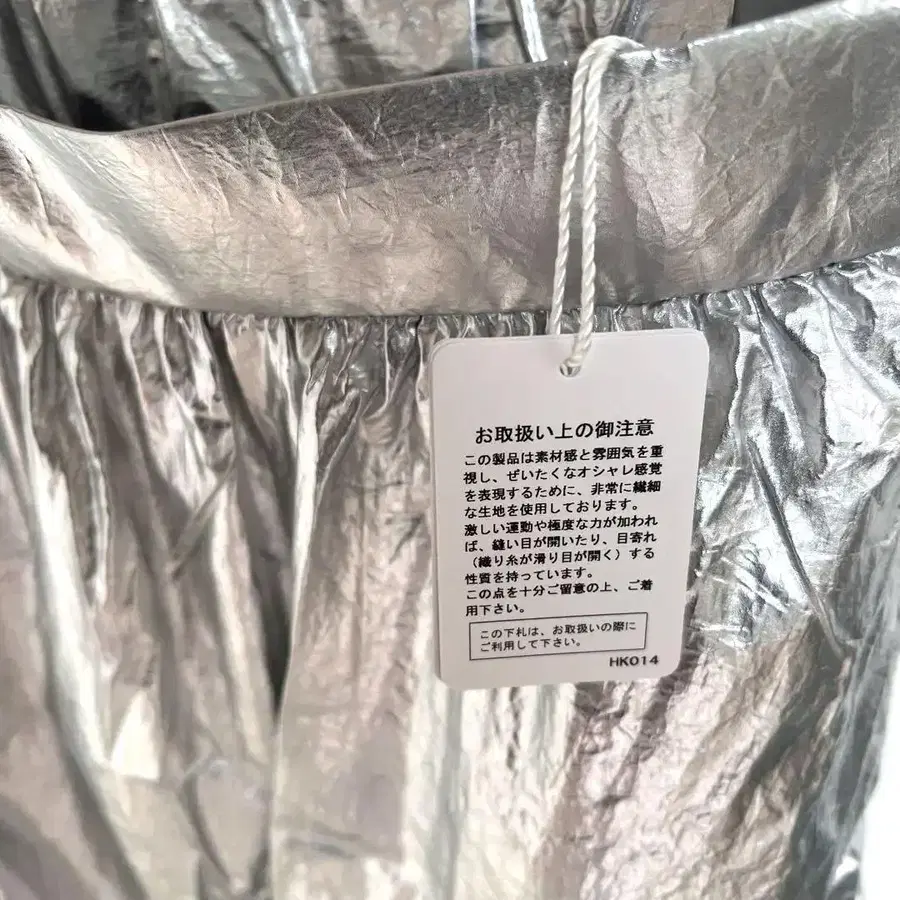 お取扱い上の御注意
この製品は素材感と雰囲気を重
視し、ぜいたくなオシャレ感覚
を表現するために、非常に繊細
な生地を使用しております。
激しい運動や極度な力が加われ
ば、縫い目が開いたり、目寄れ
（織り糸が滑り目が開く）する
性質を持っています。
この点を十分ご留意の上、ご着
用下さい。
この下札は、お取扱いの際に
ご利用して下さい。
HK014